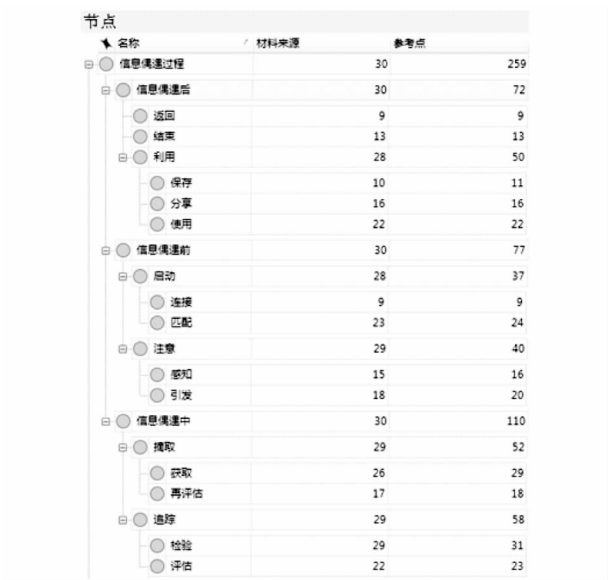 节点
名称 材料来源 参考点
信息偶遇过程 30 259
信息偶遇后 30 72
返回 9 9
结束 13 13
利用 28 50
保存 10 11
分享 16 16
使用 22 22
信息偶遇前 30 77
启动 28 37
连接 9 9
匹配 23 24
注意 29 40
感知 15 16
引发 18 20
信息偶遇中 30 110
摘取 29 52
获取 26 29
再评估 17 18
追踪 29 58
检验 29 31
评估 22 23